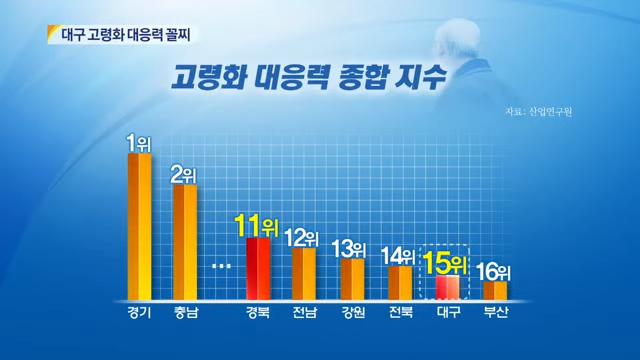 대구 고령화 대응력 꼴찌
고령화 대응력 종합 지수
자료: 산업연구원
1위
2위
...
11위
12위
13위
14위
15위
16위
경기 충남 경북 전남 강원 전북 대구 부산